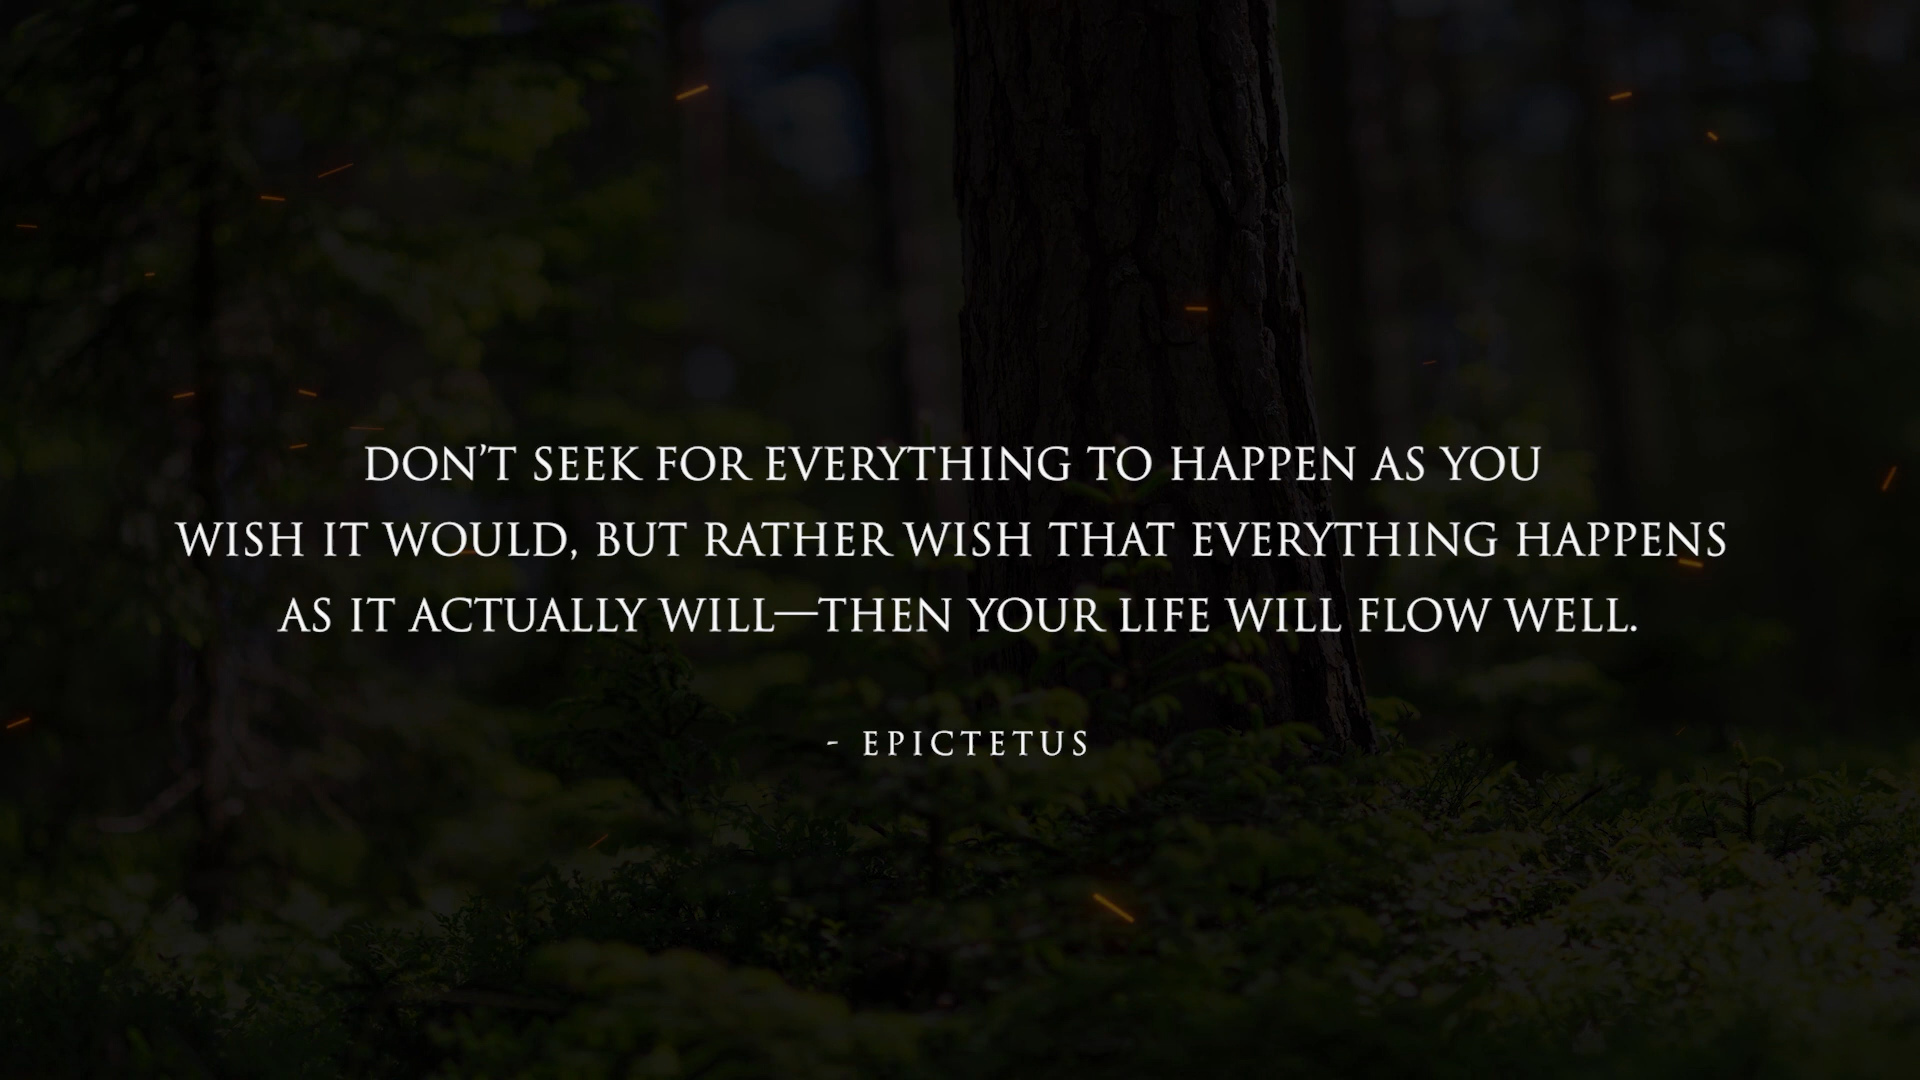 DON’T SEEK FOR EVERYTHING TO HAPPEN AS YOU
WISH IT WOULD, BUT RATHER WISH THAT EVERYTHING HAPPENS
AS IT ACTUALLY WILL—THEN YOUR LIFE WILL FLOW WELL.
- EPICTETUS